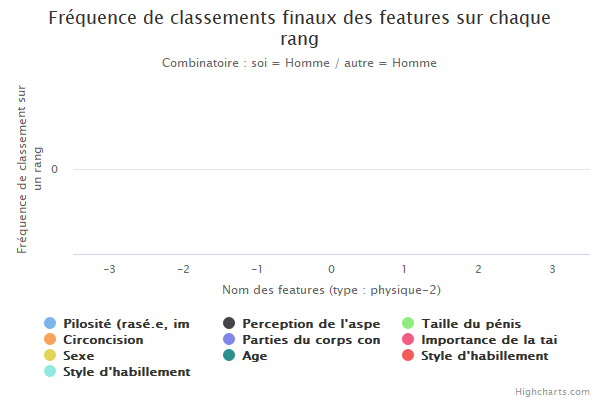 Fréquence de classements finaux des features sur chaque
rang
Combinatoire : soi = Homme / autre = Homme
Fréquence de classement sur
un rang
0
-3 -2 -1 0 1 2 3
Nom des features (type : physique-2)
Pilosité (rasé.e, im Perception de l'aspe Taille du pénis
Circoncision Parties du corps con Importance de la tai
Sexe Age Style d'habillement
Style d'habillement
Highcharts.com